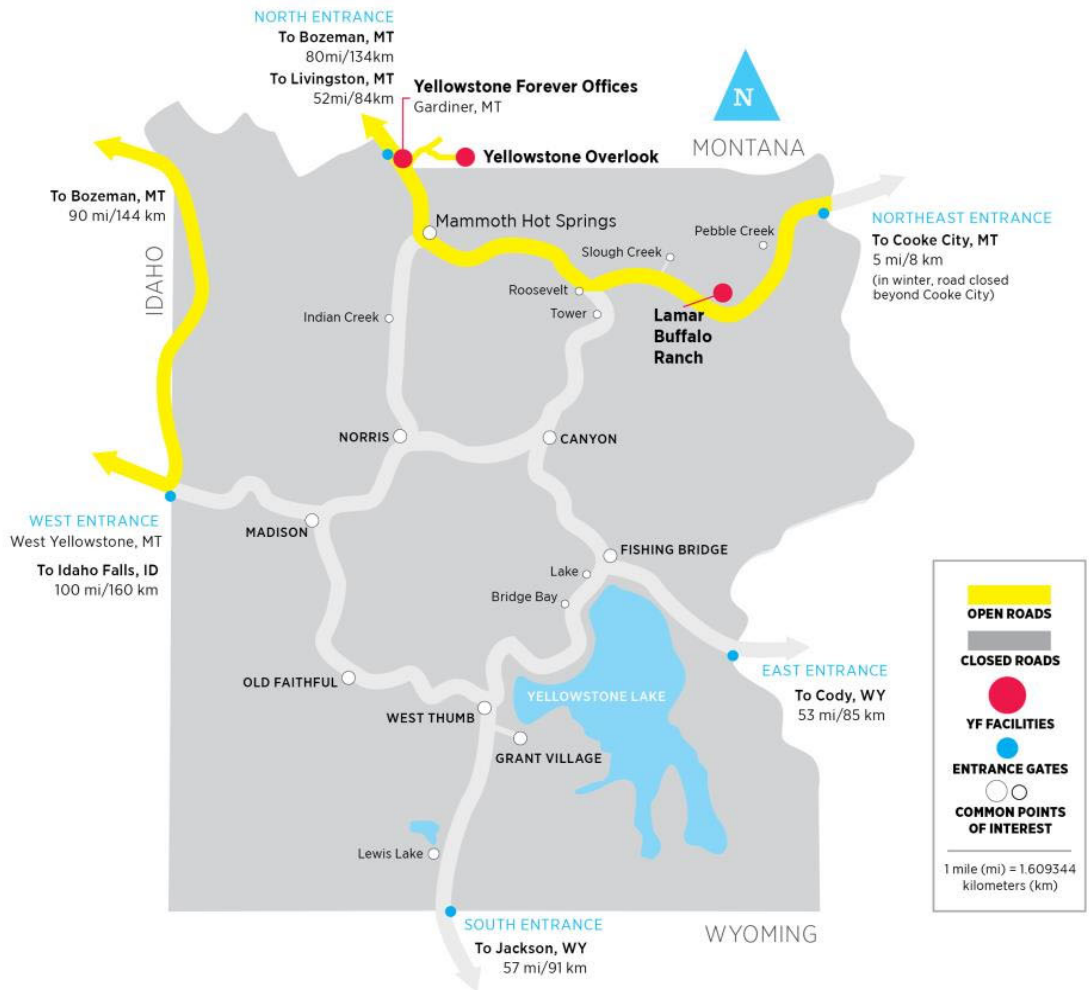 NORTH ENTRANCE
To Bozeman, MT
80mi/134km
To Livingston, MT
52mi/84km
Yellowstone Forever Offices
Gardiner, MT
N
MONTANA
Yellowstone Overlook
To Bozeman, MT
90 mi/144 km
IDAHO
Mammoth Hot Springs
Pebble Creek
Slough Creek
NORTHEAST ENTRANCE
To Cooke City, MT
5 mi/8 km
(in winter, road closed
beyond Cooke City)
Roosevelt
Tower
Indian Creek
Lamar
Buffalo
Ranch
NORRIS
CANYON
WEST ENTRANCE
West Yellowstone, MT
To Idaho Falls, ID
100 mi/160 km
MADISON
FISHING BRIDGE
Lake
Bridge Bay
OLD FAITHFUL
WEST THUMB
YELLOWSTONE LAKE
GRANT VILLAGE
EAST ENTRANCE
To Cody, WY
53 mi/85 km
Lewis Lake
SOUTH ENTRANCE
To Jackson, WY
57 mi/91 km
WYOMING
OPEN ROADS
CLOSED ROADS
YF FACILITIES
ENTRANCE GATES
COMMON POINTS
OF INTEREST
1 mile (mi) = 1.609344
kilometers (km)